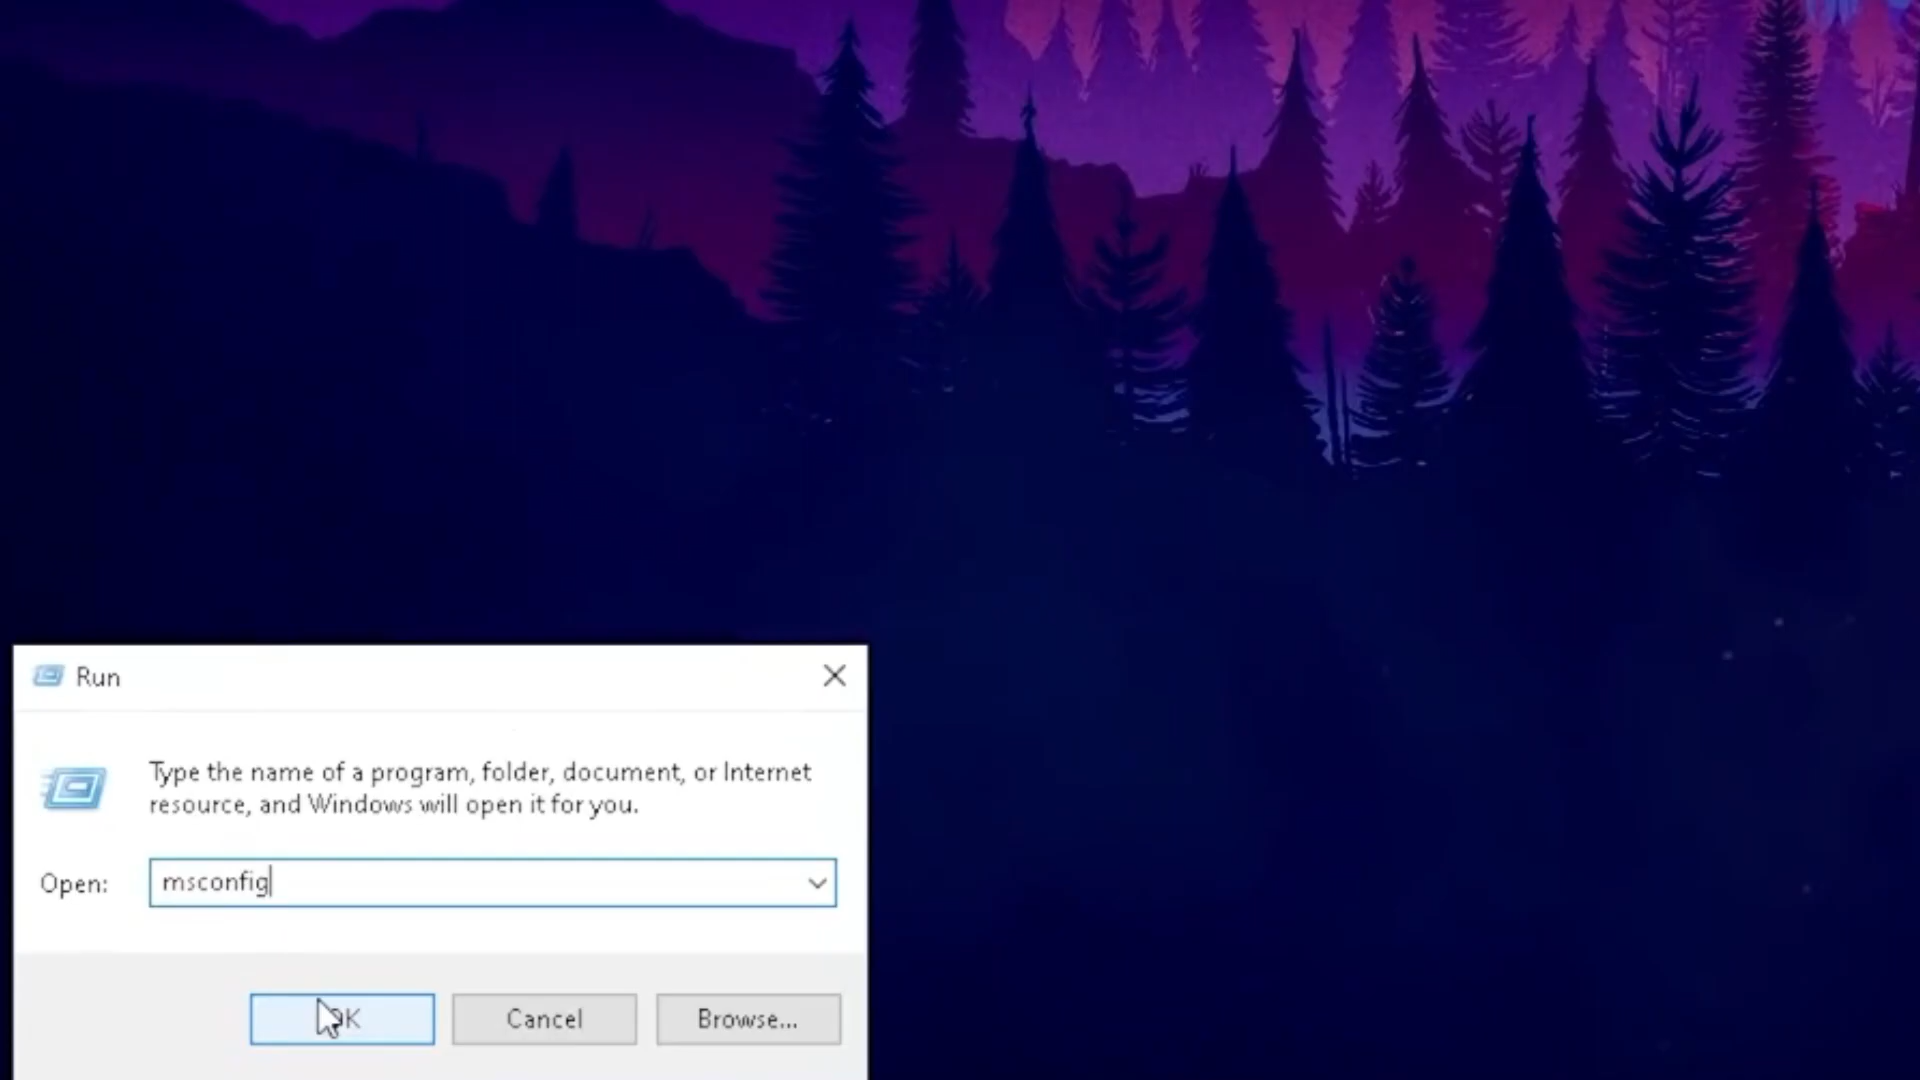 Run
Type the name of a program, folder, document, or Internet
resource, and Windows will open it for you.
Open: msconfig
OK Cancel Browse...